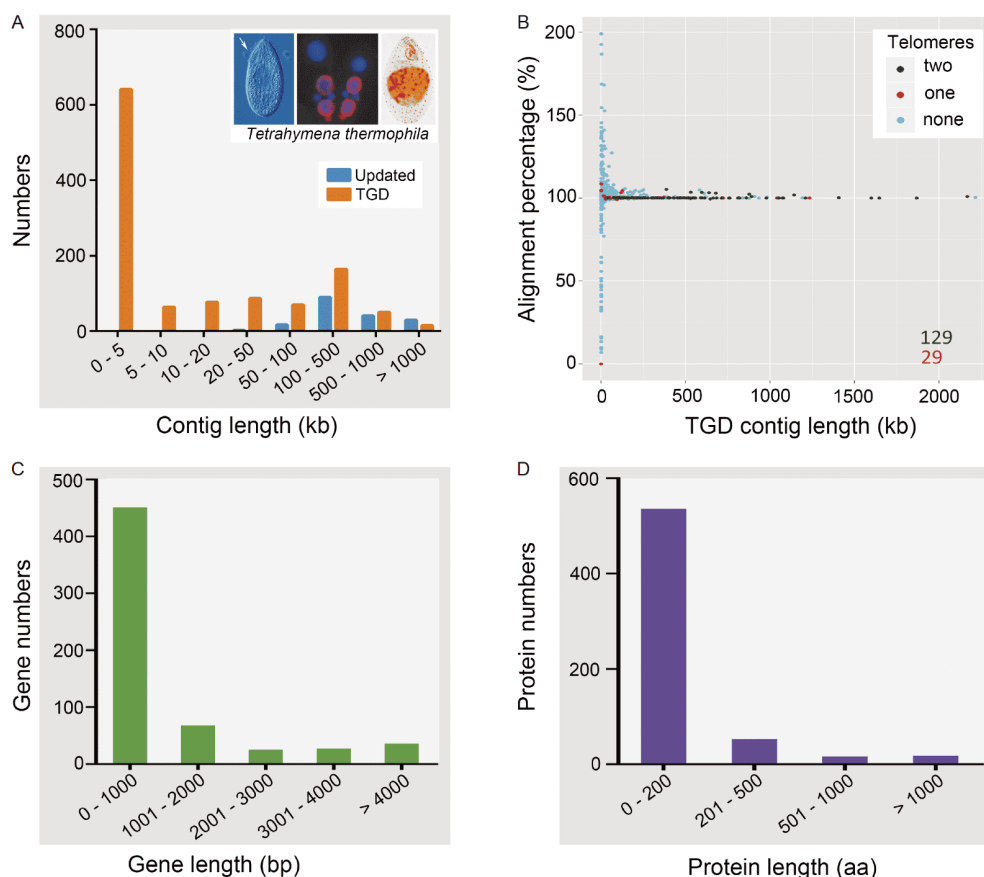 A
800
600
400
200
0
Numbers
Tetrahymena thermophila
Updated
TGD
0 - 5
5 - 10
10 - 20
20 - 50
50 - 100
100 - 500
500 - 1000
> 1000
Contig length (kb)
B
200
150
100
50
0
Alignment percentage (%)
Telomeres
two
one
none
129
29
0
500
1000
1500
2000
TGD contig length (kb)
C
500
400
300
200
100
0
Gene numbers
0 - 1000
1001 - 2000
2001 - 3000
3001 - 4000
> 4000
Gene length (bp)
D
600
400
200
0
Protein numbers
0 - 200
201 - 500
501 - 1000
> 1000
Protein length (aa)